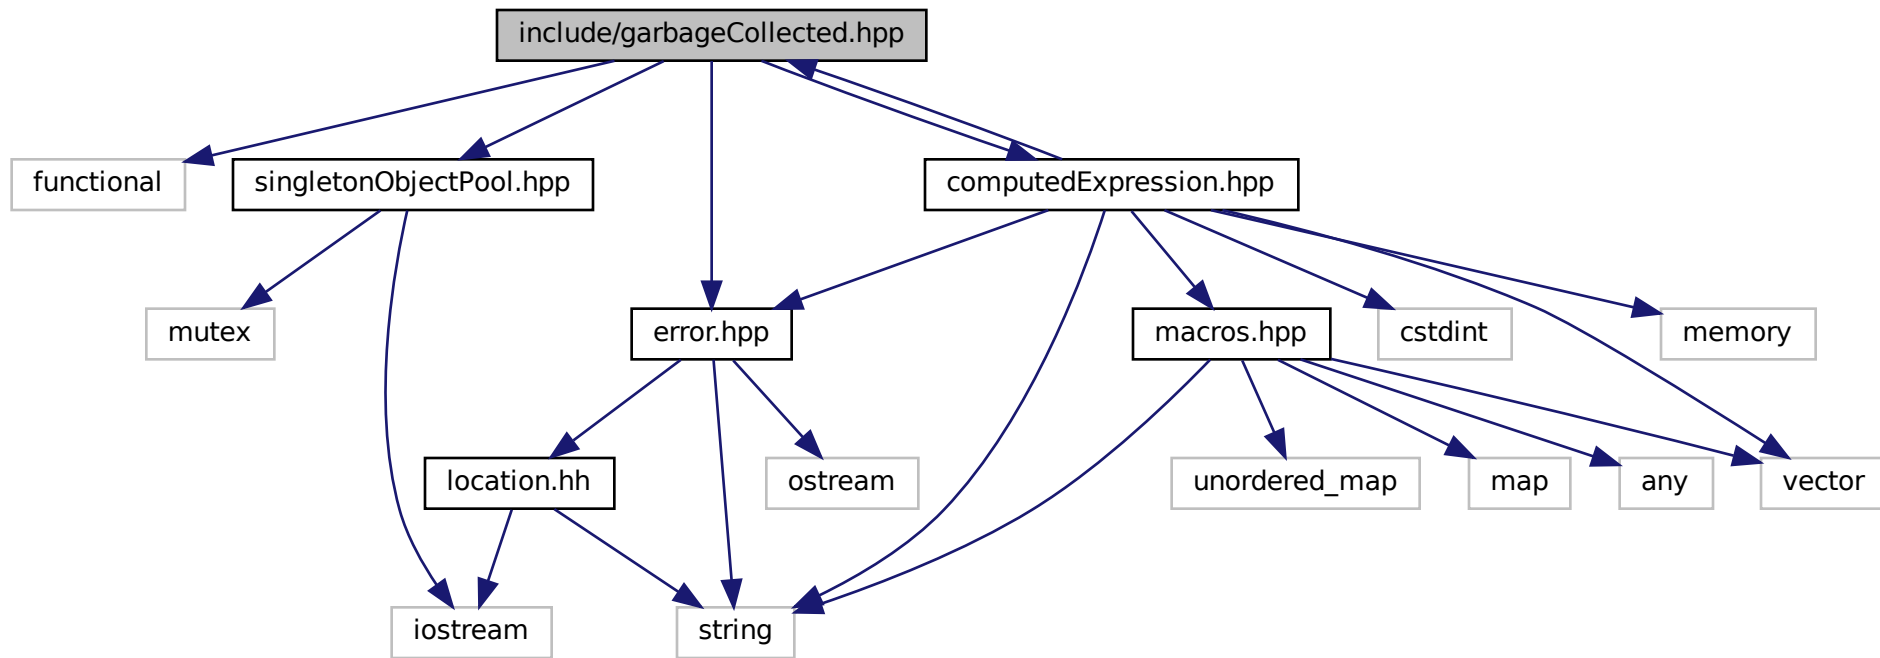 include/garbageCollected.hpp
functional
singletonObjectPool.hpp
computedExpression.hpp
mutex
error.hpp
macros.hpp
cstdint
memory
location.hh
ostream
unordered_map
map
any
vector
iostream
string